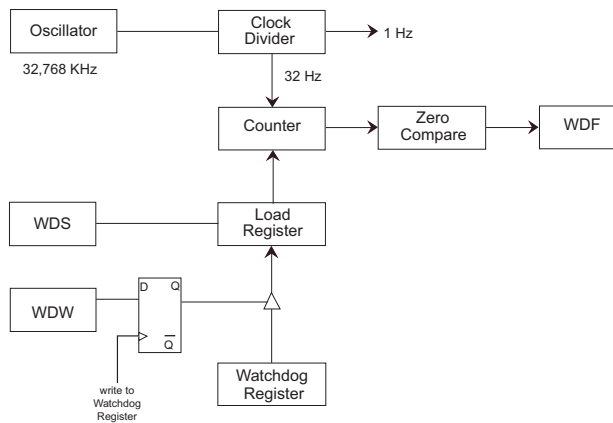 Oscillator
Clock
Divider
1 Hz
32,768 KHz
32 Hz
Counter
Zero
Compare
WDF
WDS
Load
Register
D Q
WDW
Q
write to
Watchdog
Register
Watchdog
Register